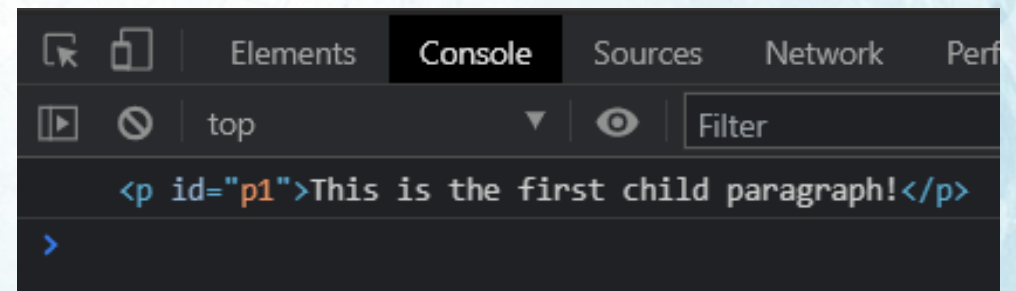 Elements Console Sources Network Perf
top Filter
<p id="p1">This is the first child paragraph!</p>
>